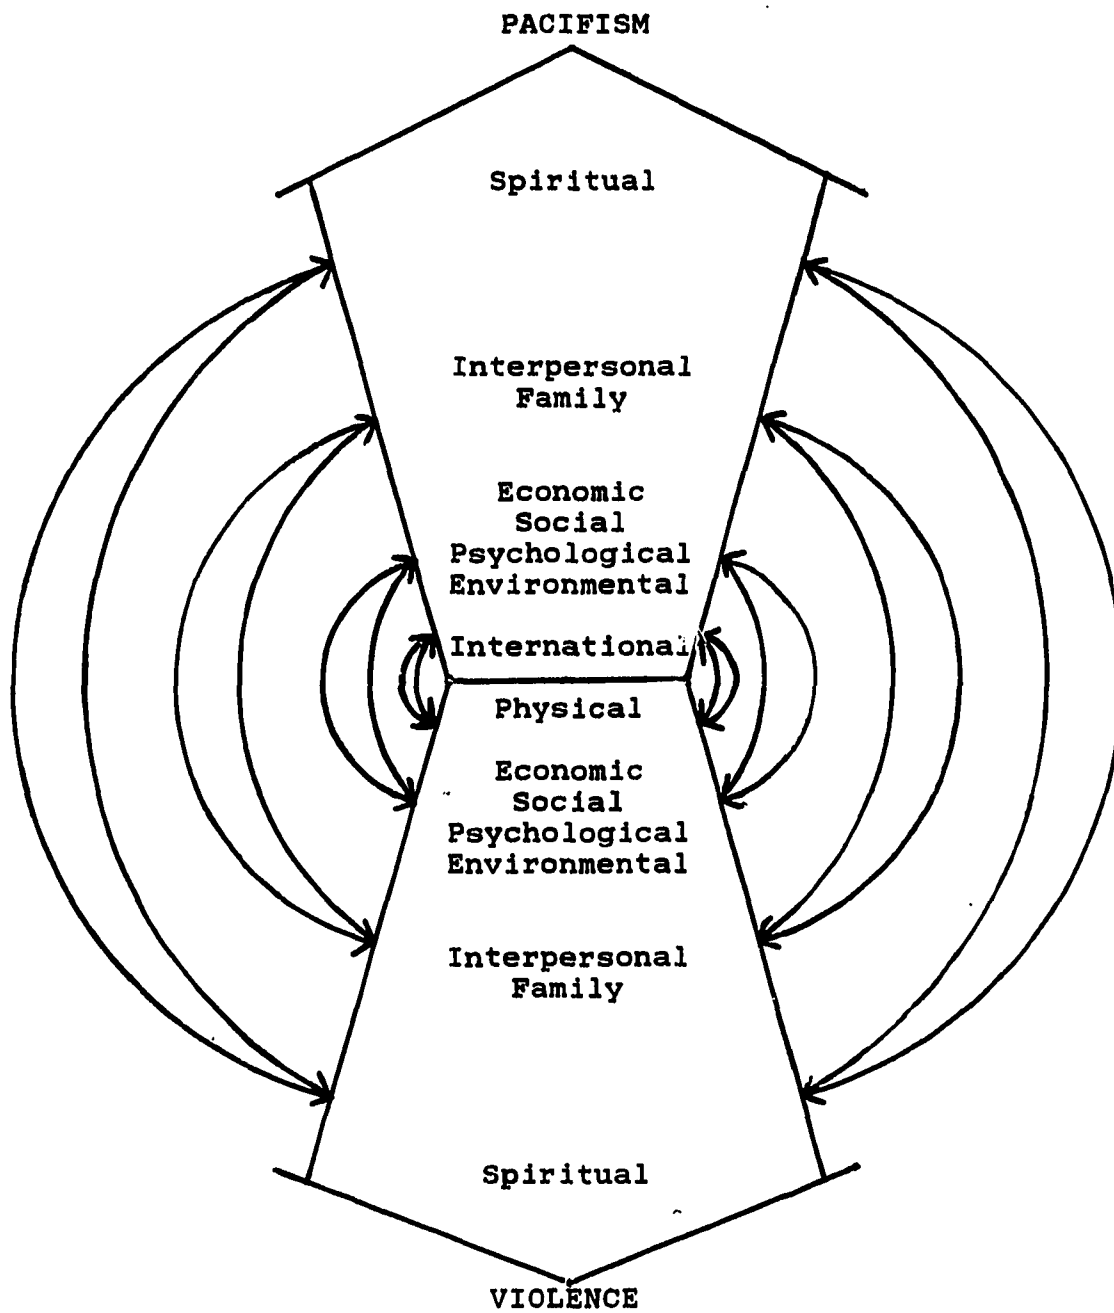 PACIFISM
Spiritual
Interpersonal
Family
Economic
Social
Psychological
Environmental
International
Physical
Economic
Social
Psychological
Environmental
Interpersonal
Family
Spiritual
VIOLENCE